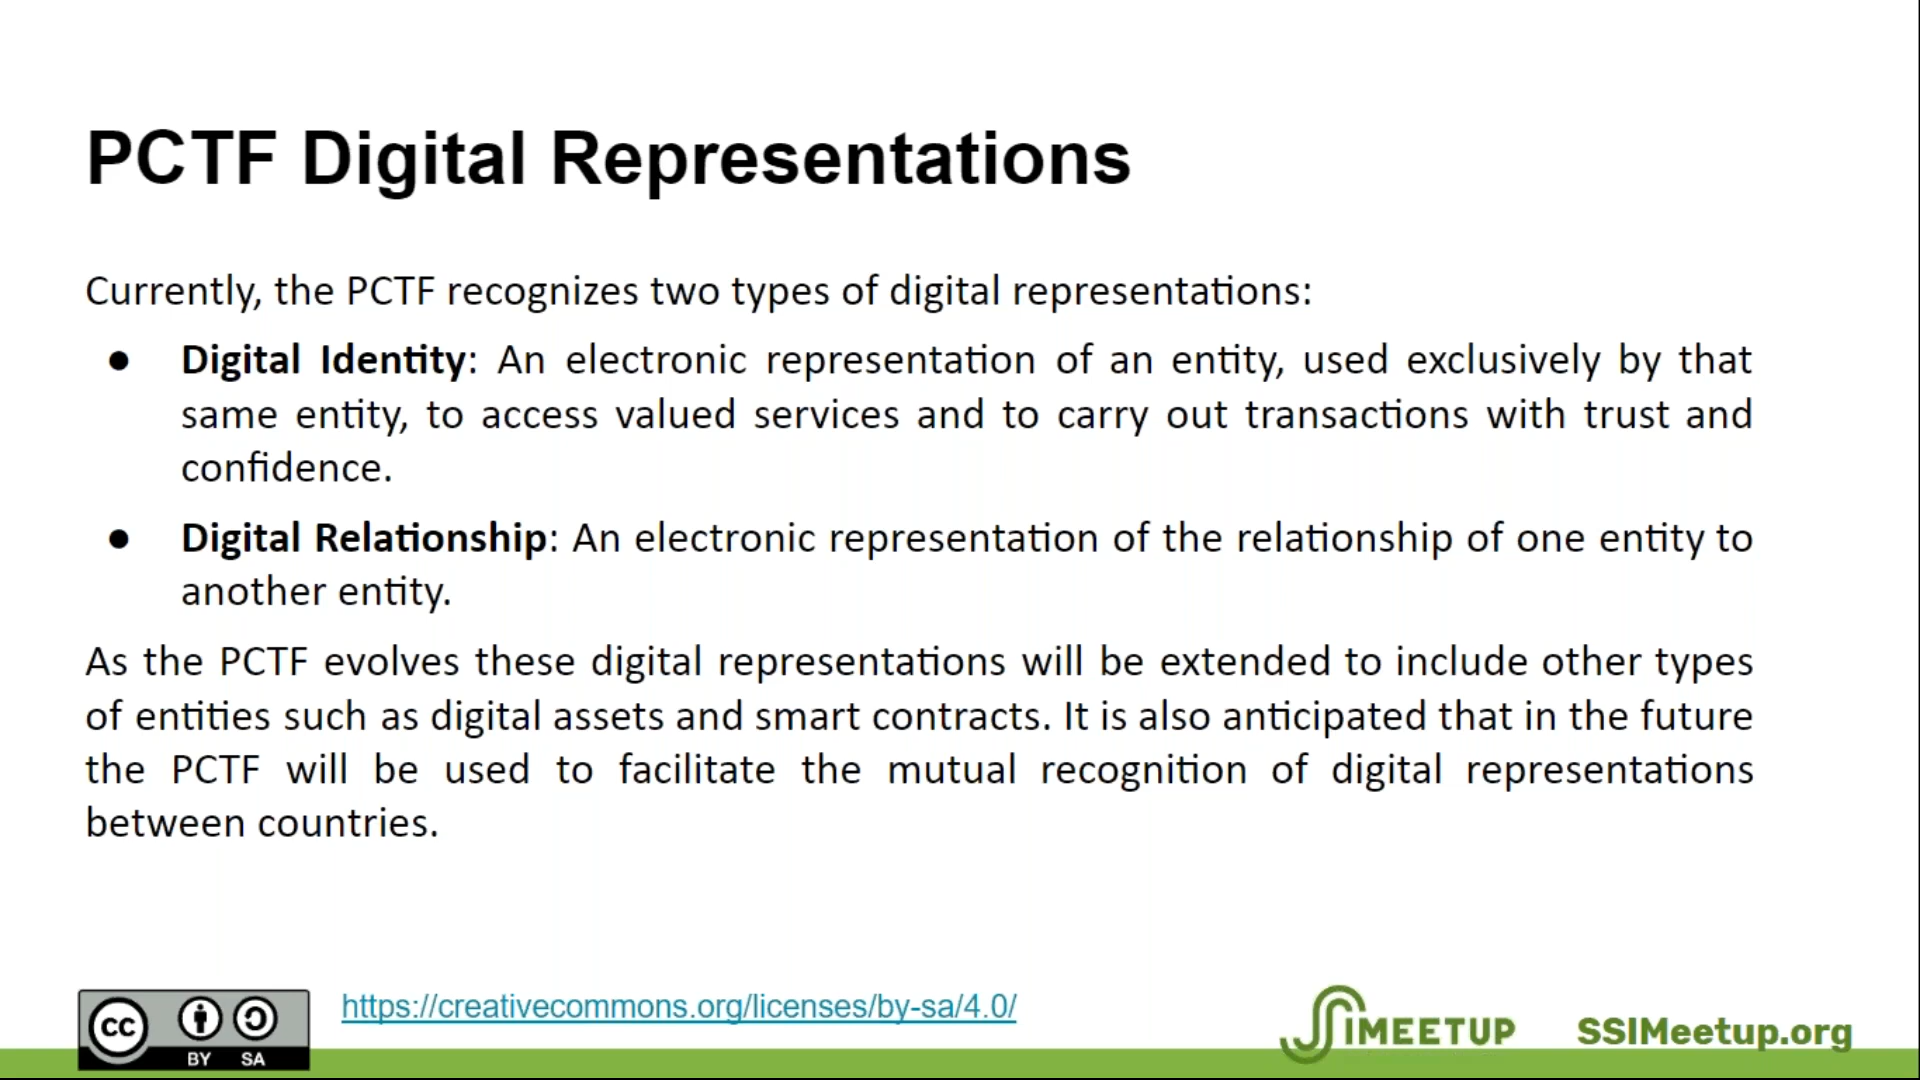 PCTF Digital Representations
Currently, the PCTF recognizes two types of digital representations:
● Digital Identity: An electronic representation of an entity, used exclusively by that
same entity, to access valued services and to carry out transactions with trust and
confidence.
● Digital Relationship: An electronic representation of the relationship of one entity to
another entity.
As the PCTF evolves these digital representations will be extended to include other types
of entities such as digital assets and smart contracts. It is also anticipated that in the future
the PCTF will be used to facilitate the mutual recognition of digital representations
between countries.
cc BY SA
https://creativecommons.org/licenses/by-sa/4.0/
SSIMEETUP
SSIMeetup.org